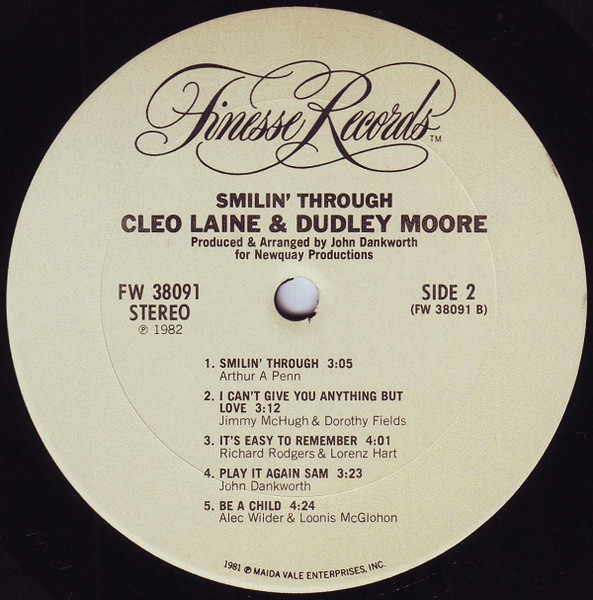 Finesse Records™
SMILIN' THROUGH
CLEO LAINE & DUDLEY MOORE
Produced & Arranged by John Dankworth
for Newquay Productions
FW 38091
STEREO
℗ 1982
SIDE 2
(FW 38091 B)
1. SMILIN' THROUGH 3:05
Arthur A Penn
2. I CAN'T GIVE YOU ANYTHING BUT
LOVE 3:12
Jimmy McHugh & Dorothy Fields
3. IT'S EASY TO REMEMBER 4:01
Richard Rodgers & Lorenz Hart
4. PLAY IT AGAIN SAM 3:23
John Dankworth
5. BE A CHILD 4:24
Alec Wilder & Loonis McGlohon
1981 ℗ MAIDA VALE ENTERPRISES, INC.